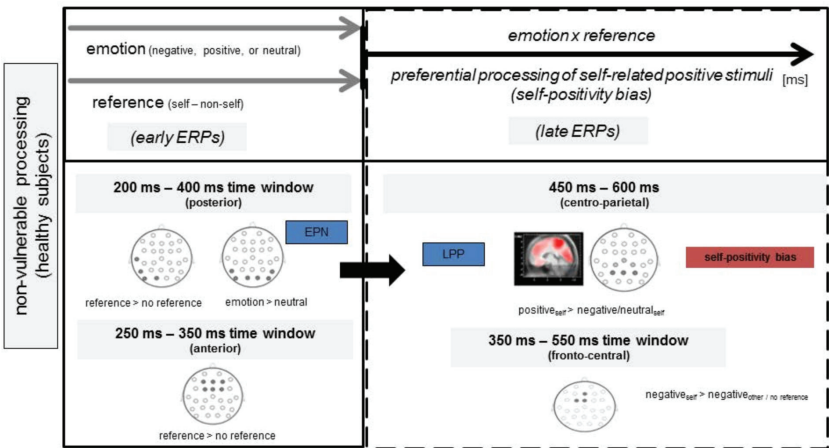 non-vulnerable processing
(healthy subjects)
emotion (negative, positive, or neutral)
reference (self – non-self)
(early ERPs)
emotion x reference
preferential processing of self-related positive stimuli [ms]
(self-positivity bias)
(late ERPs)
200 ms – 400 ms time window
(posterior)
EPN
reference > no reference
emotion > neutral
250 ms – 350 ms time window
(anterior)
reference > no reference
450 ms – 600 ms
(centro-parietal)
LPP
self-positivity bias
positiveself > negative/neutralself
350 ms – 550 ms time window
(fronto-central)
negativeself > negativeother / no reference